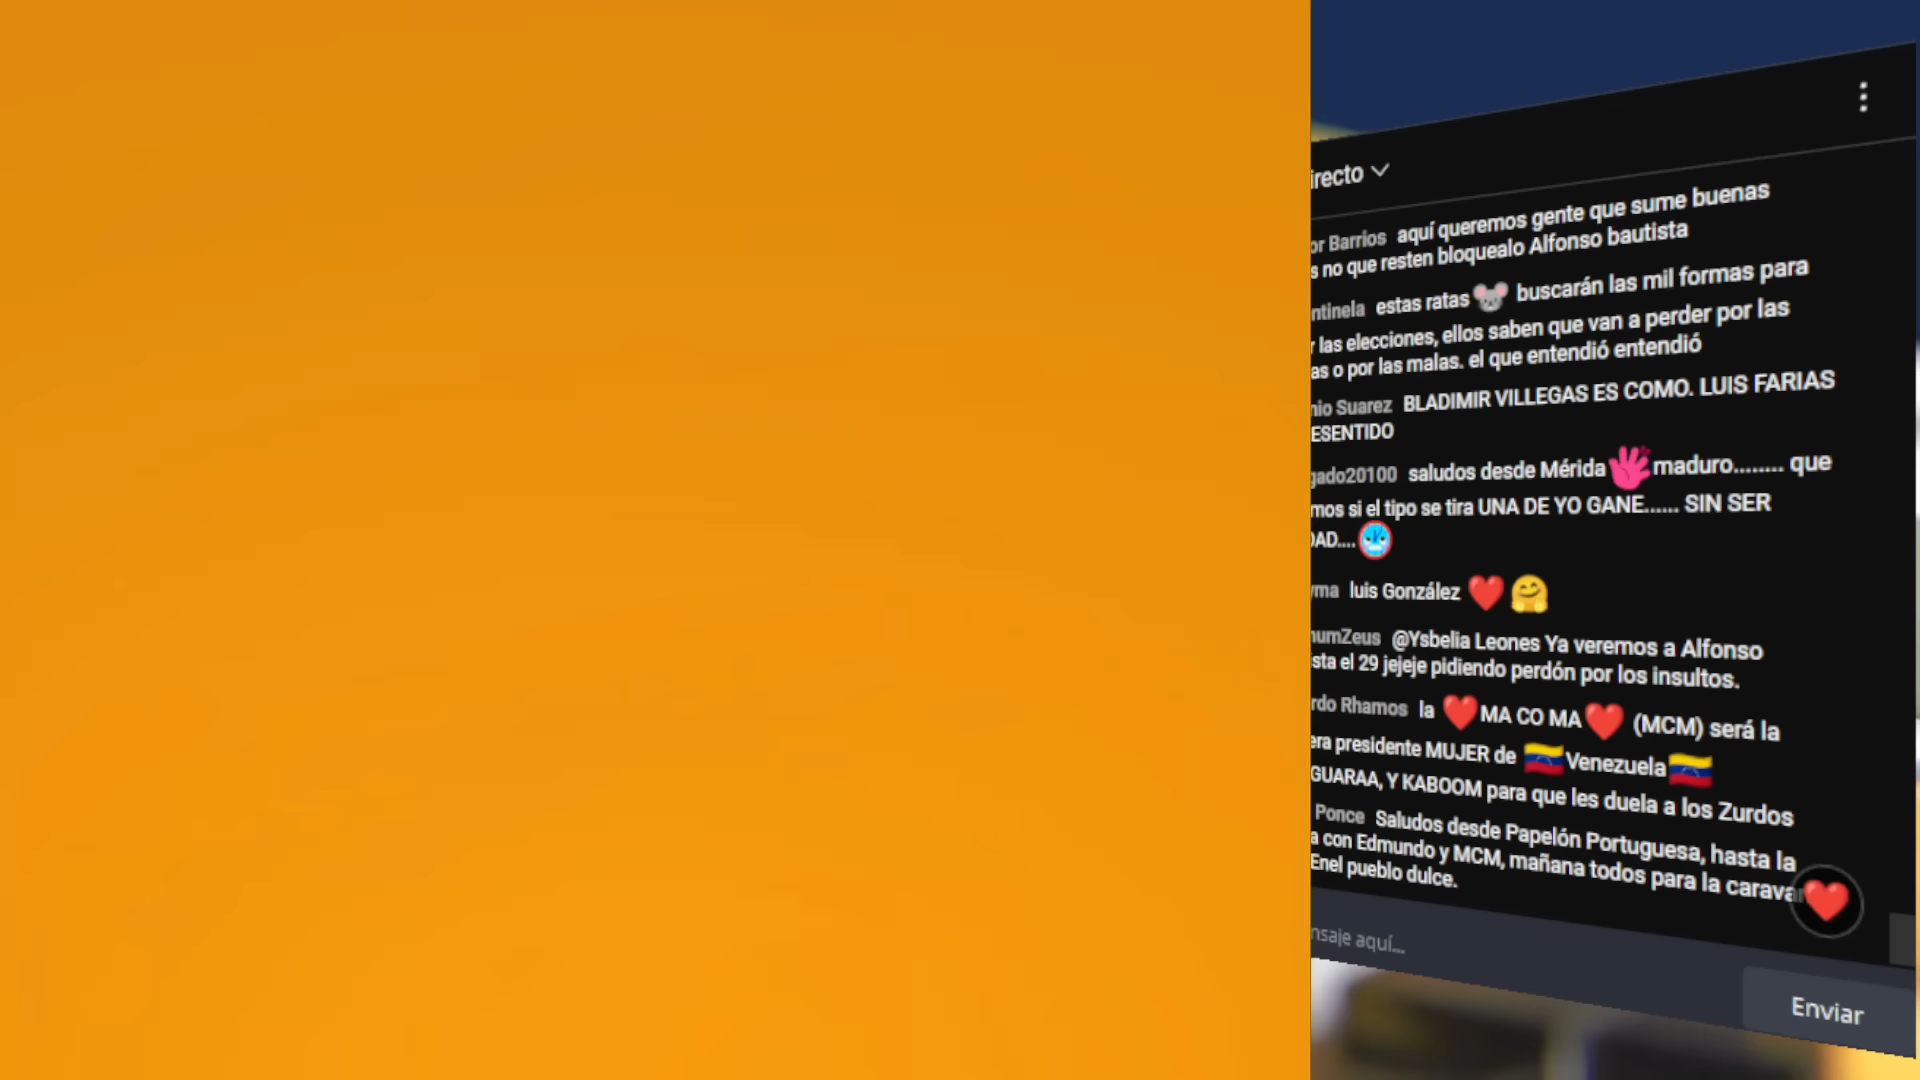 irecto
or Barrios aquí queremos gente que sume buenas
s no que resten bloquealo Alfonso bautista
ntinela estas ratas🐭 buscarán las mil formas para
r las elecciones, ellos saben que van a perder por las
as o por las malas. el que entendió entendió
nio Suarez BLADIMIR VILLEGAS ES COMO. LUIS FARIAS
ESENTIDO
gado20100 saludos desde Mérida maduro........ que
mos si el tipo se tira UNA DE YO GANE...... SIN SER
DAD....🥶
yma luis González ❤️🤗
numZeus @Ysbelia Leones Ya veremos a Alfonso
sta el 29 jejeje pidiendo perdón por los insultos.
rdo Rhamos la ❤️MA CO MA❤️ (MCM) será la
era presidente MUJER de 🇻🇪Venezuela🇻🇪
GUARAA, Y KABOOM para que les duela a los Zurdos
Ponce Saludos desde Papelón Portuguesa, hasta la
a con Edmundo y MCM, mañana todos para la carava
Enel pueblo dulce.
nsaje aquí...
Enviar